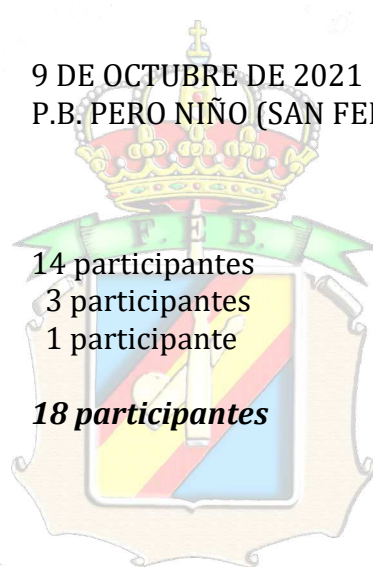 9 DE OCTUBRE DE 2021
P.B. PERO NIÑO (SAN
F. E. B.
14 participantes
3 participantes
1 participante
18 participantes